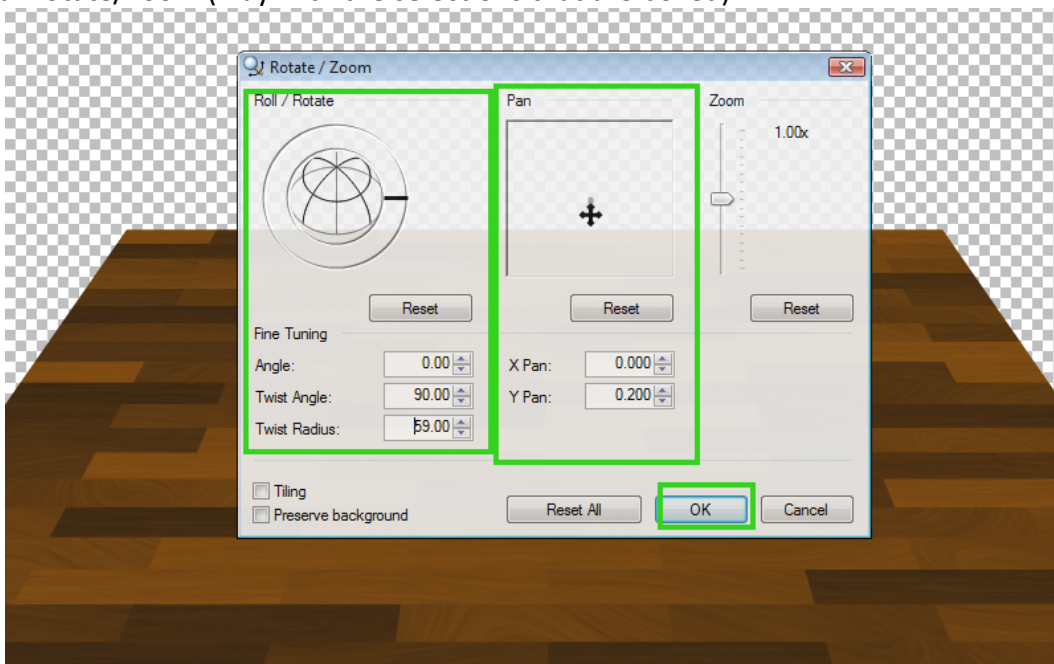 Rotate / Zoom
Roll / Rotate
Pan
Zoom
1.00x
Reset
Reset
Reset
Fine Tuning
Angle:
0.00
X Pan:
0.000
Twist Angle:
90.00
Y Pan:
0.200
Twist Radius:
59.00
Tiling
Preserve background
Reset All
OK
Cancel